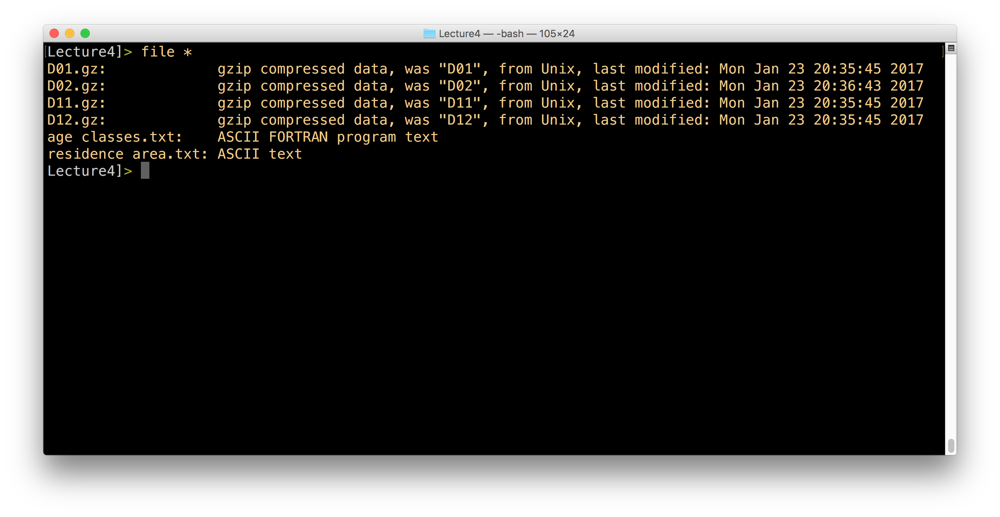 Lecture4 — -bash — 105×24
[Lecture4]> file * ]
D01.gz:             gzip compressed data, was "D01", from Unix, last modified: Mon Jan 23 20:35:45 2017
D02.gz:             gzip compressed data, was "D02", from Unix, last modified: Mon Jan 23 20:36:43 2017
D11.gz:             gzip compressed data, was "D11", from Unix, last modified: Mon Jan 23 20:35:45 2017
D12.gz:             gzip compressed data, was "D12", from Unix, last modified: Mon Jan 23 20:35:45 2017
age classes.txt:    ASCII FORTRAN program text
residence area.txt: ASCII text
Lecture4]>